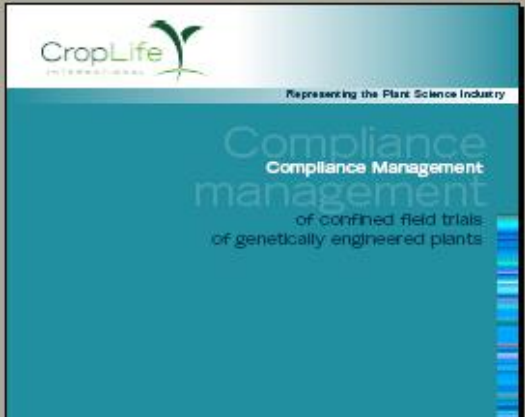 CropLife
INTERNATIONAL
Representing the Plant Science Industry
Compliance
Compliance Management
management
of confined field trials
of genetically engineered plants